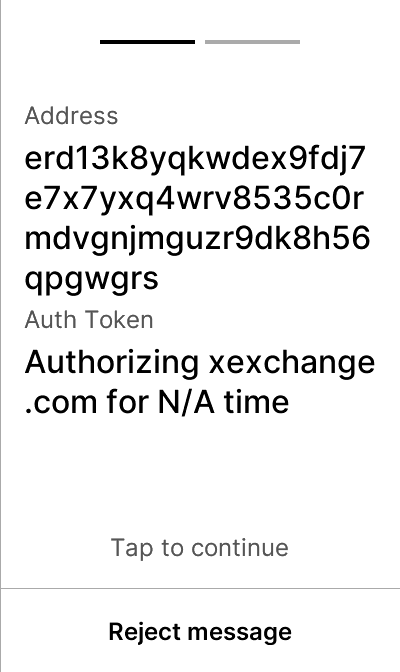 Address
erd13k8yqkwdex9fdj7
e7x7yxq4wrv8535c0r
mdvgnjmguzr9dk8h56
qpgwgrs
Auth Token
Authorizing xexchange
.com for N/A time
Tap to continue
Reject message